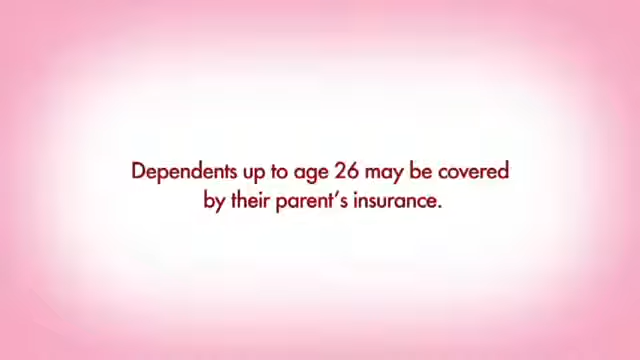 Dependents up to age 26 may be covered
by their parent's insurance.